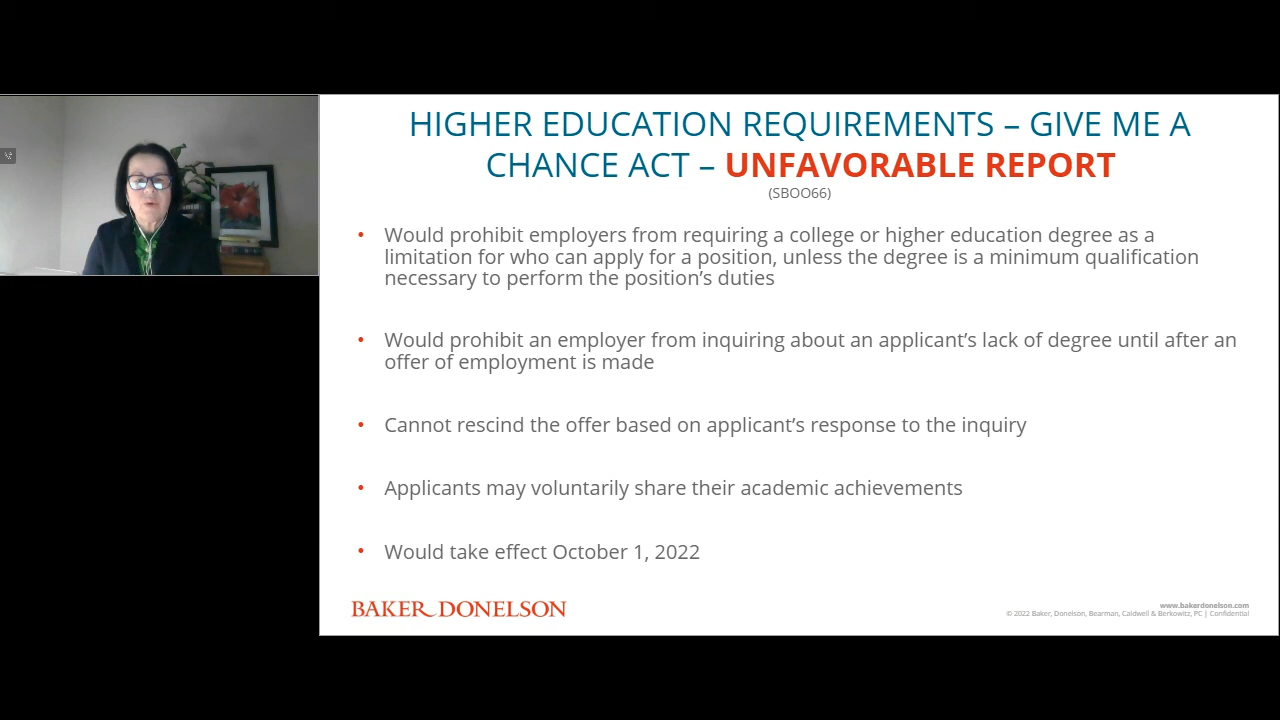 HIGHER EDUCATION REQUIREMENTS – GIVE ME A
CHANCE ACT – UNFAVORABLE REPORT
(SBOO66)
• Would prohibit employers from requiring a college or higher education degree as a
limitation for who can apply for a position, unless the degree is a minimum qualification
necessary to perform the position's duties
• Would prohibit an employer from inquiring about an applicant's lack of degree until after an
offer of employment is made
• Cannot rescind the offer based on applicant's response to the inquiry
• Applicants may voluntarily share their academic achievements
• Would take effect October 1, 2022
BAKER DONELSON
www.bakerdonelson.com
© 2022 Baker, Donelson, Bearman, Caldwell & Berkowitz, PC | Confidential